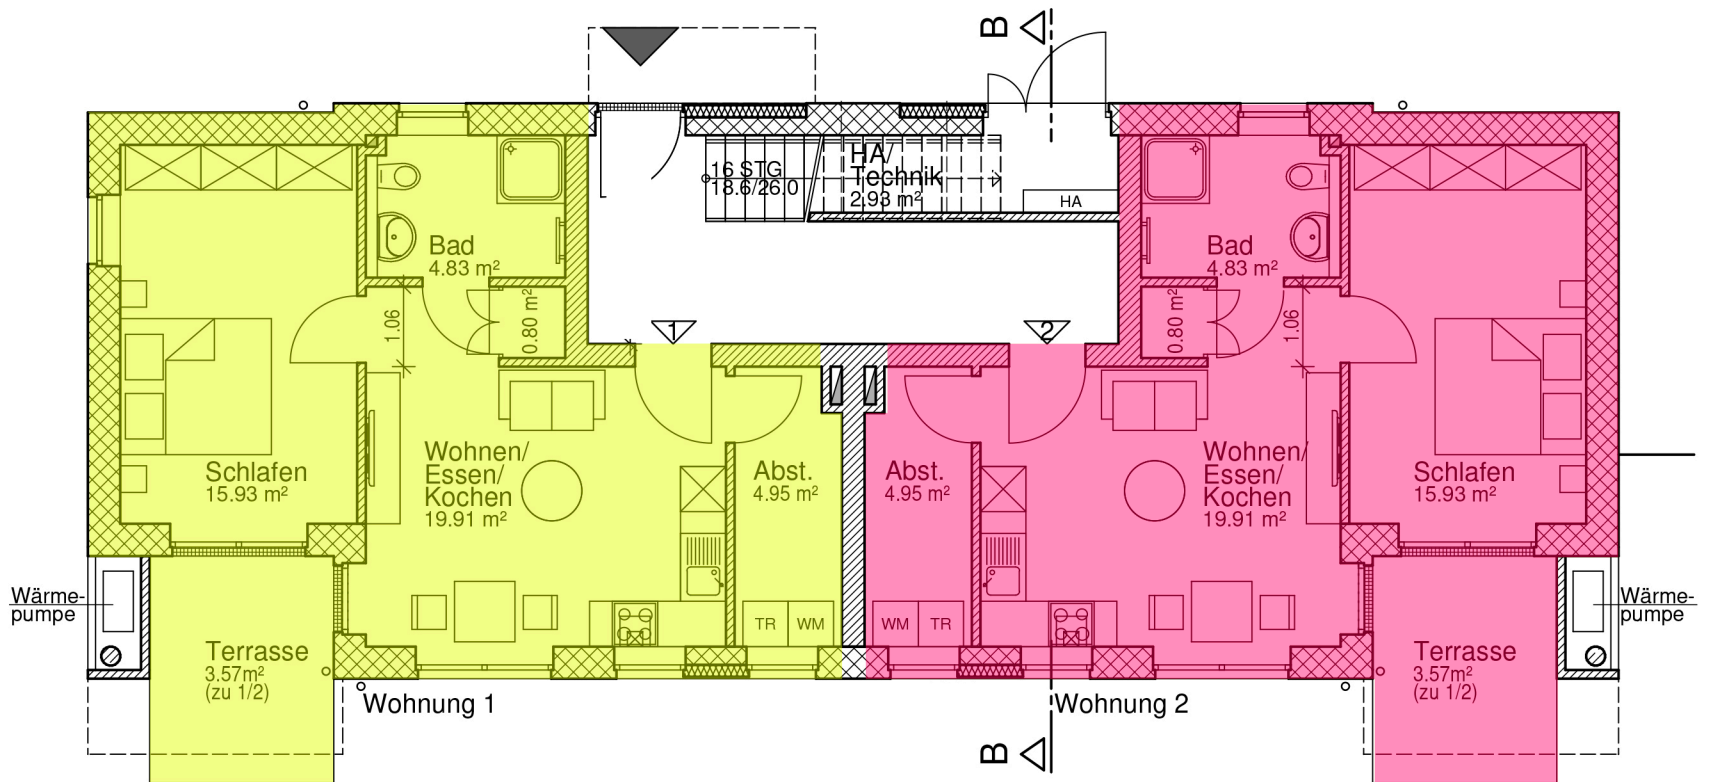 B
16 STG
18.6/26.0
HA/
Technik
2.93 m²
HA
Bad
4.83 m²
Bad
4.83 m²
1.06
0.80 m²
1
2
0.80 m²
1.06
Schlafen
15.93 m²
Wohnen/
Essen/
Kochen
19.91 m²
Abst.
4.95 m²
Abst.
4.95 m²
Wohnen/
Essen/
Kochen
19.91 m²
Schlafen
15.93 m²
Wärme-
pumpe
TR
WM
WM
TR
Wärme-
pumpe
Terrasse
3.57m²
(zu 1/2)
Terrasse
3.57m²
(zu 1/2)
Wohnung 1
Wohnung 2
B